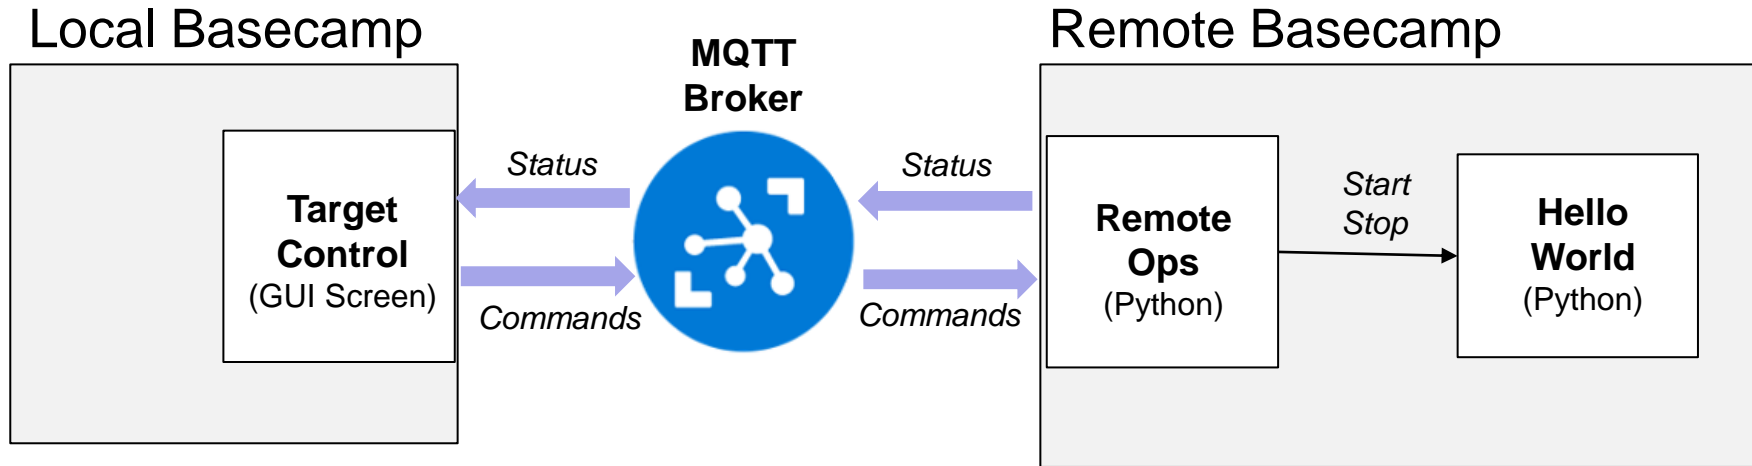 Local Basecamp
MQTT
Broker
Remote Basecamp
Target
Control
(GUI Screen)
Status
Commands
Status
Commands
Remote
Ops
(Python)
Start
Stop
Hello
World
(Python)